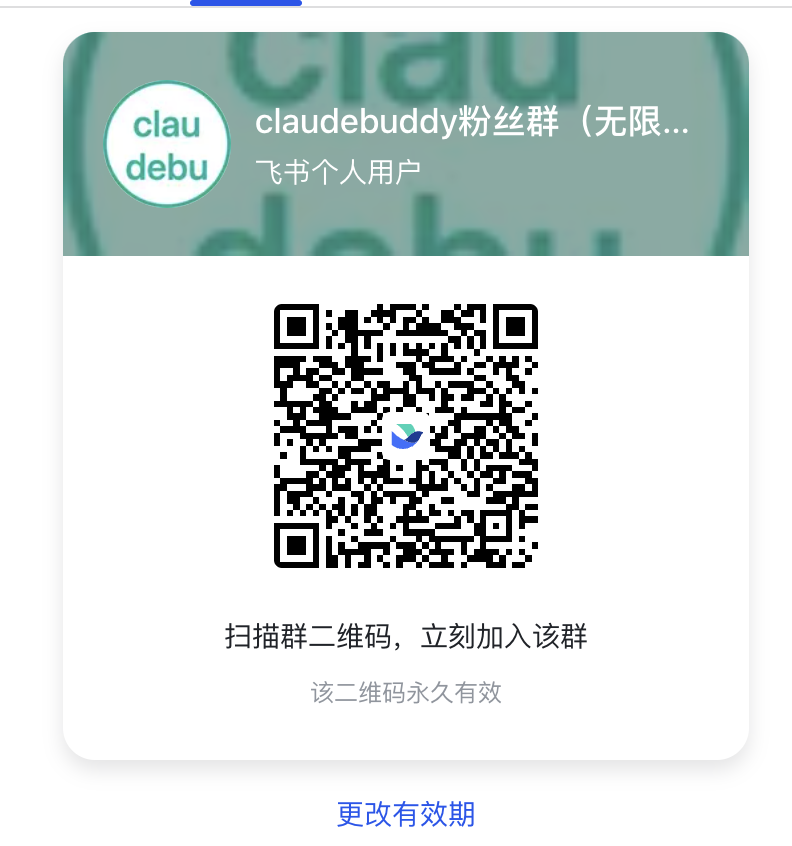 clau
debu
claudebuddy粉丝群（无限...
飞书个人用户
扫描群二维码，立刻加入该群
该二维码永久有效
更改有效期